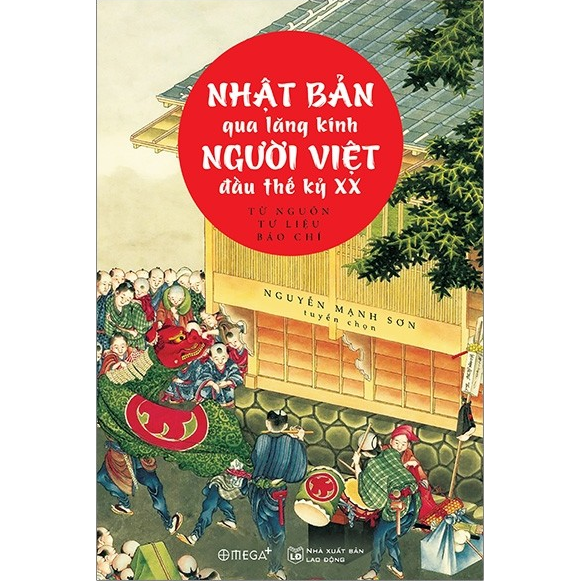 NHẬT BẢN
qua lăng kính
NGƯỜI VIỆT
đầu thế kỷ XX
TỪ NGUỒN
TƯ LIỆU
BÁO CHÍ
NGUYỄN MẠNH SƠN
tuyển chọn
OMEGA+
LĐ NHÀ XUẤT BẢN
LAO ĐỘNG